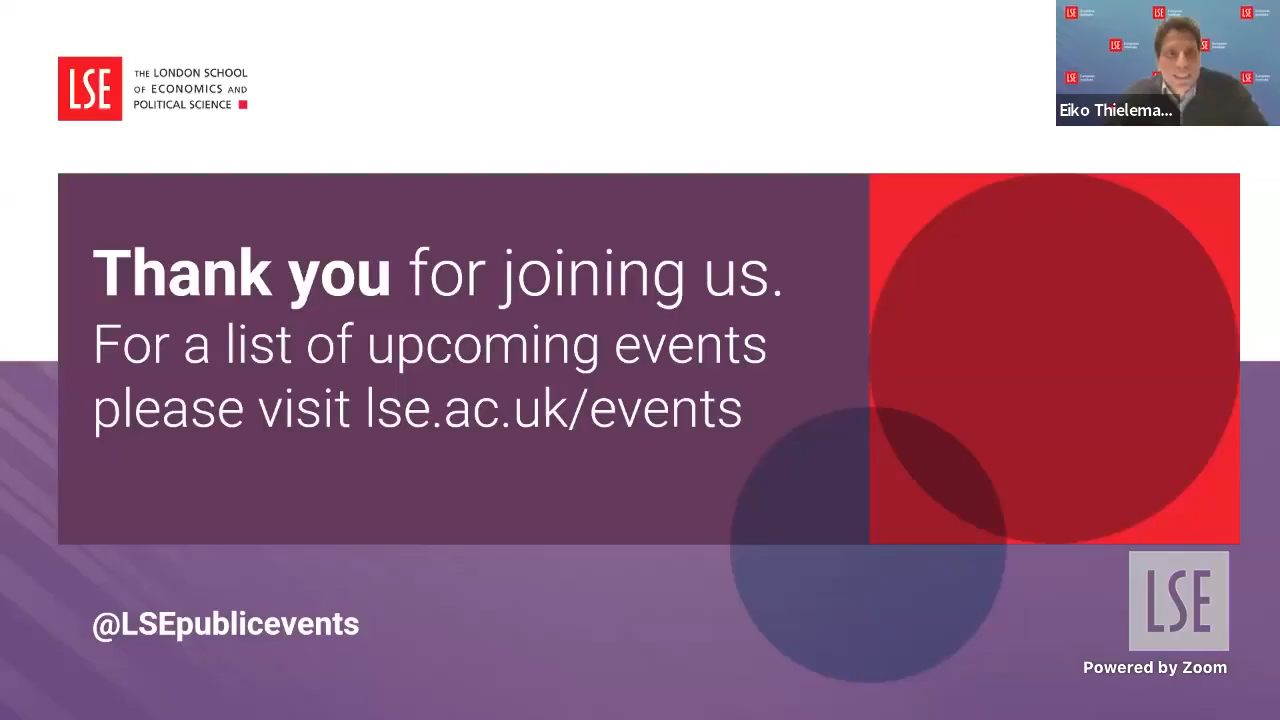 LSE
THE LONDON SCHOOL
OF ECONOMICS AND
POLITICAL SCIENCE
Eiko Thielema...
Thank you for joining us.
For a list of upcoming events
please visit lse.ac.uk/events
@LSEpublicevents
LSE
Powered by Zoom